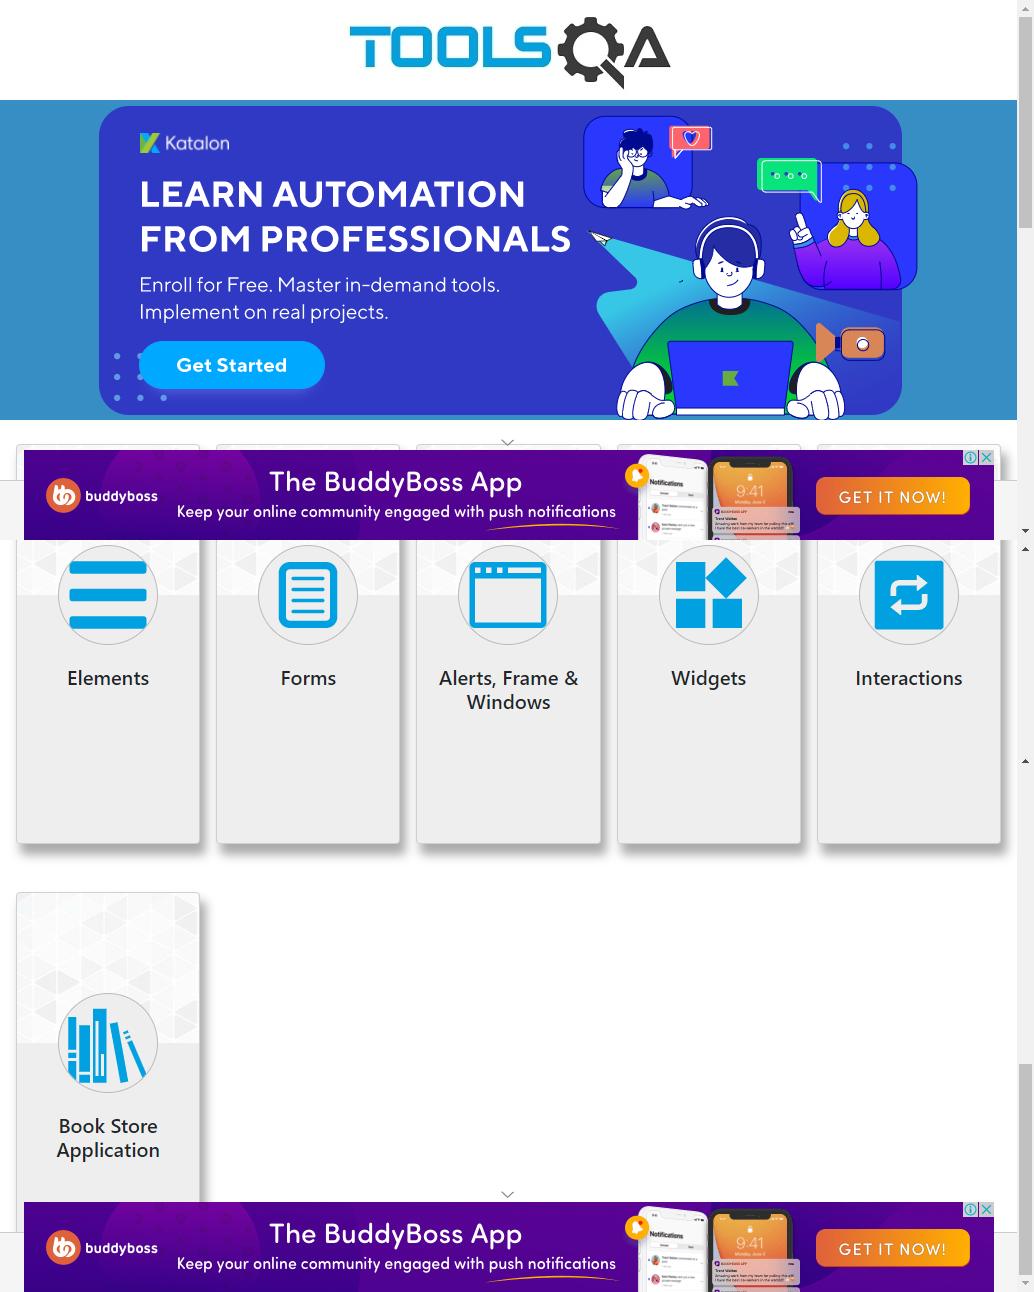 TOOLSQA
Katalon
LEARN AUTOMATION
FROM PROFESSIONALS
Enroll for Free. Master in-demand tools.
Implement on real projects.
Get Started
buddyboss
The BuddyBoss App
Keep your online community engaged with push notifications
Notifications
9:41
GET IT NOW!
Elements
Forms
Alerts, Frame &
Windows
Widgets
Interactions
Book Store
Application
buddyboss
The BuddyBoss App
Keep your online community engaged with push notifications
Notifications
9:41
GET IT NOW!